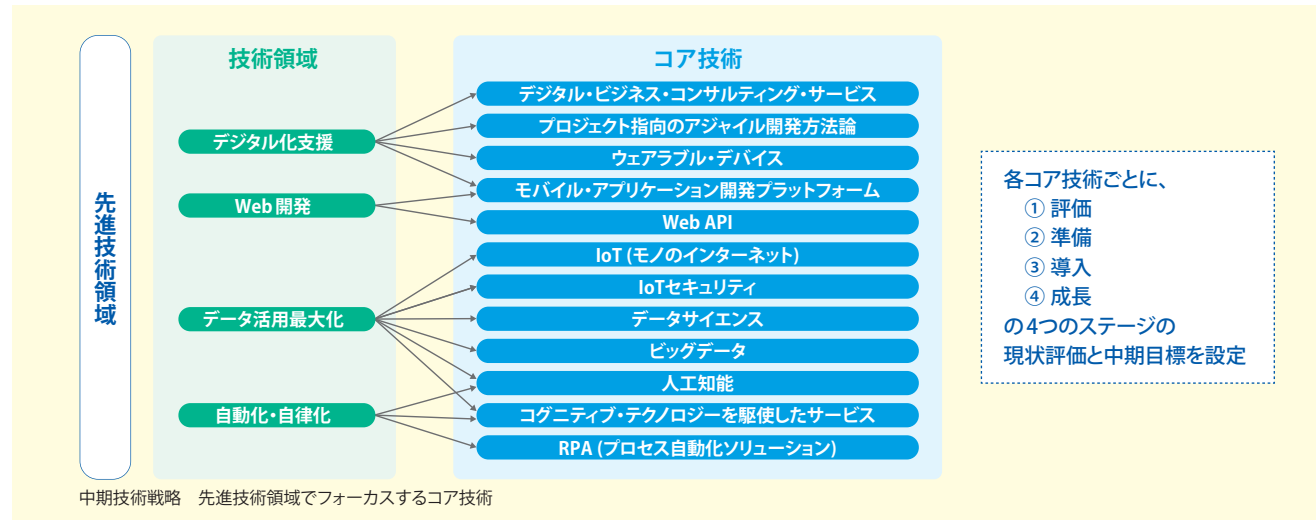 先進技術領域
技術領域
デジタル化支援
Web開発
データ活用最大化
自動化・自律化
コア技術
デジタル・ビジネス・コンサルティング・サービス
プロジェクト指向のアジャイル開発方法論
ウェアラブル・デバイス
モバイル・アプリケーション開発プラットフォーム
Web API
IoT (モノのインターネット)
IoTセキュリティ
データサイエンス
ビッグデータ
人工知能
コグニティブ・テクノロジーを駆使したサービス
RPA (プロセス自動化ソリューション)
各コア技術ごとに、
① 評価
② 準備
③ 導入
④ 成長
の4つのステージの
現状評価と中期目標を設定
中期技術戦略　先進技術領域でフォーカスするコア技術